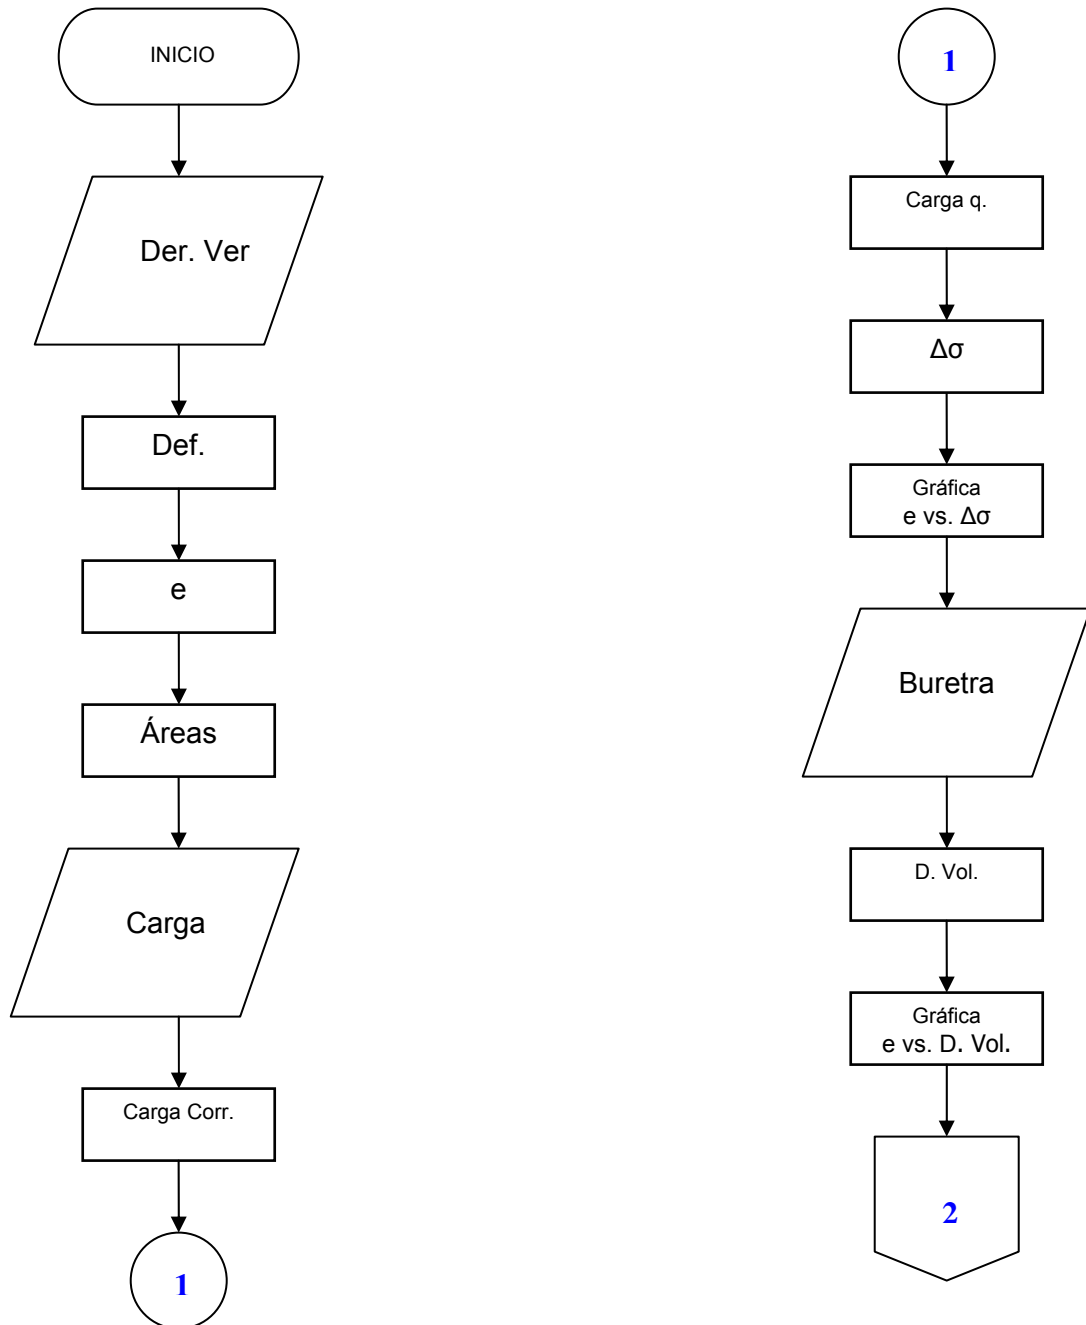 INICIO
Der. Ver
Def.
e
Áreas
Carga
Carga Corr.
1
1
Carga q.
Δσ
Gráfica
e vs. Δσ
Buretra
D. Vol.
Gráfica
e vs. D. Vol.
2